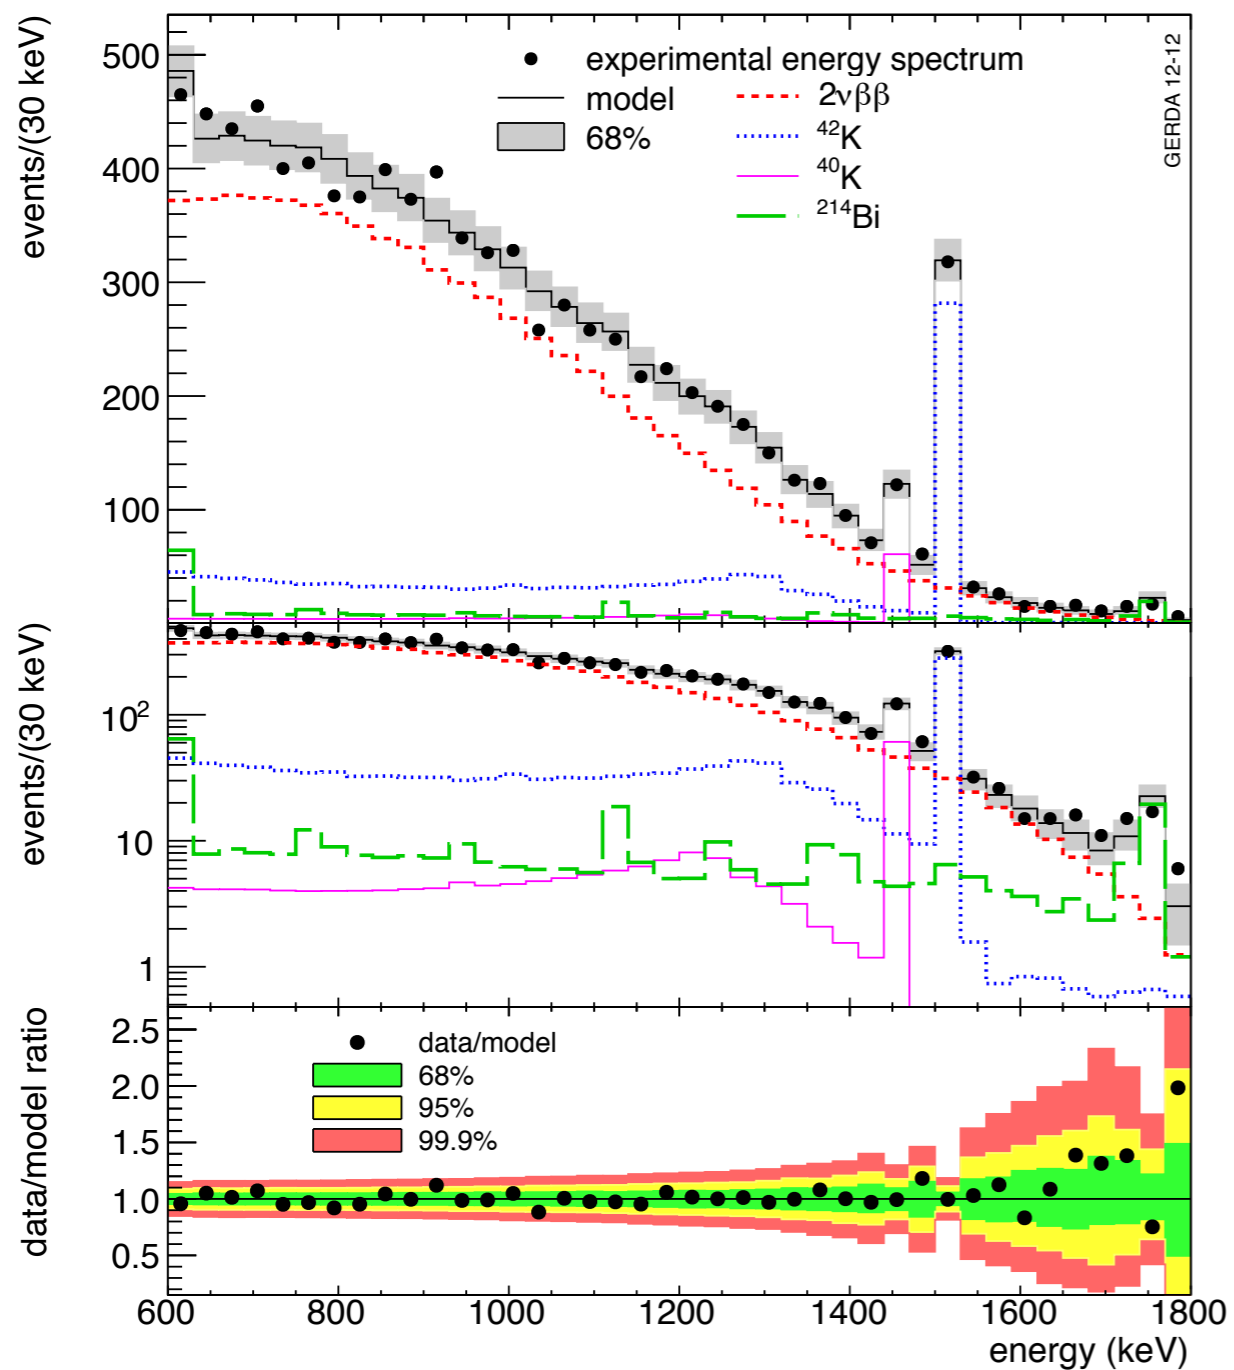 events/(30 keV)
500
400
300
200
100
experimental energy spectrum
model
68%
2νββ
⁴²K
⁴⁰K
²¹⁴Bi
GERDA 12-12
events/(30 keV)
10²
10
1
data/model ratio
2.5
2.0
1.5
1.0
0.5
data/model
68%
95%
99.9%
600 800 1000 1200 1400 1600 1800
energy (keV)